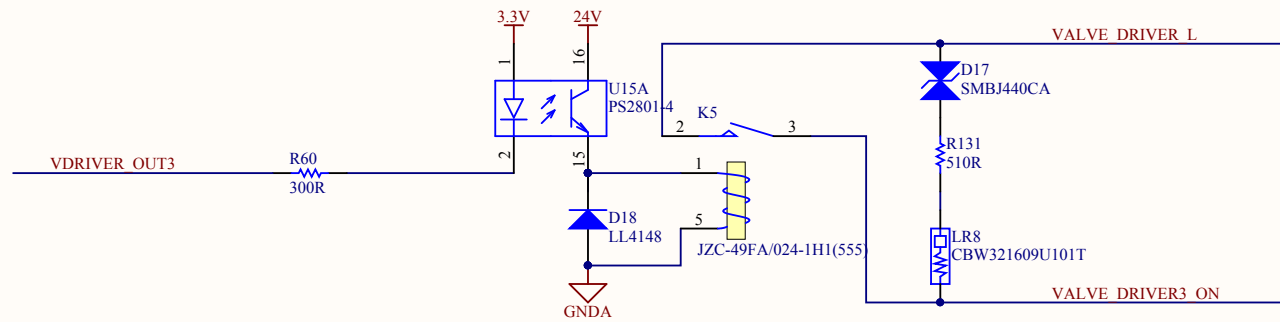 3.3V
24V
1
16
U15A
PS2801-4
2
15
VDRIVER_OUT3
R60
300R
D18
LL4148
GNDA
K5
2
3
1
5
JZC-49FA/024-1H1(555)
VALVE_DRIVER_L
D17
SMBJ440CA
R131
510R
LR8
CBW321609U101T
VALVE_DRIVER3_ON